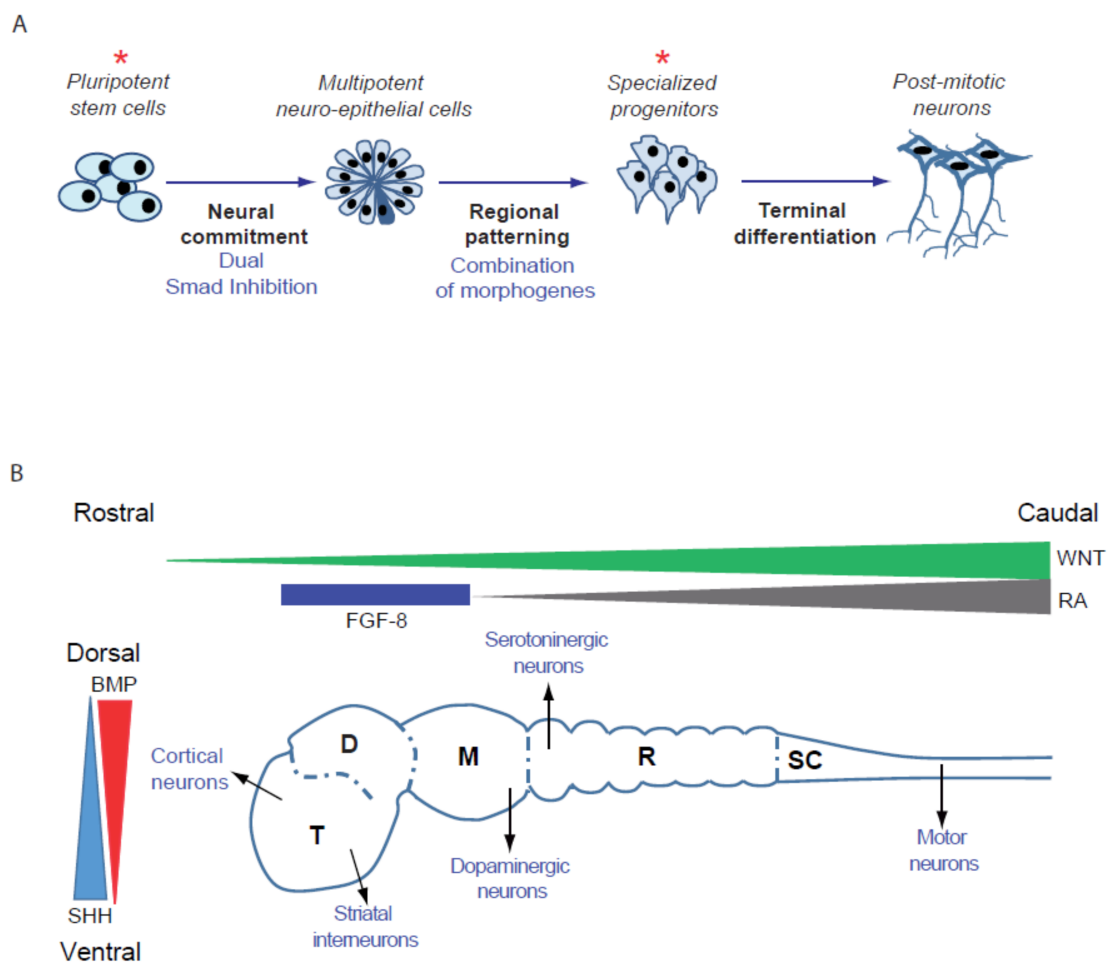 A
*
*
Pluripotent
stem cells
Multipotent
neuro-epithelial cells
Specialized
progenitors
Post-mitotic
neurons
Neural
commitment
Dual
Smad Inhibition
Regional
patterning
Combination
of morphogenes
Terminal
differentiation
B
Rostral
Caudal
WNT
RA
FGF-8
Dorsal
BMP
SHH
Ventral
Serotoninergic
neurons
Cortical
neurons
D
M
R
SC
T
Dopaminergic
neurons
Motor
neurons
Striatal
interneurons